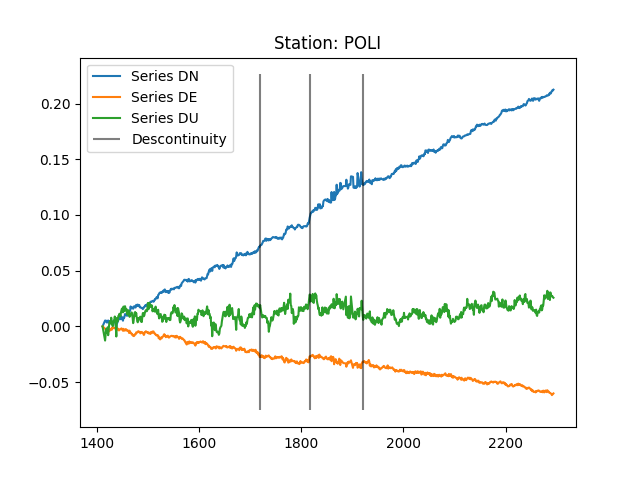 Station: POLI
Series DN
Series DE
Series DU
Descontinuity
0.20
0.15
0.10
0.05
0.00
−0.05
1400 1600 1800 2000 2200